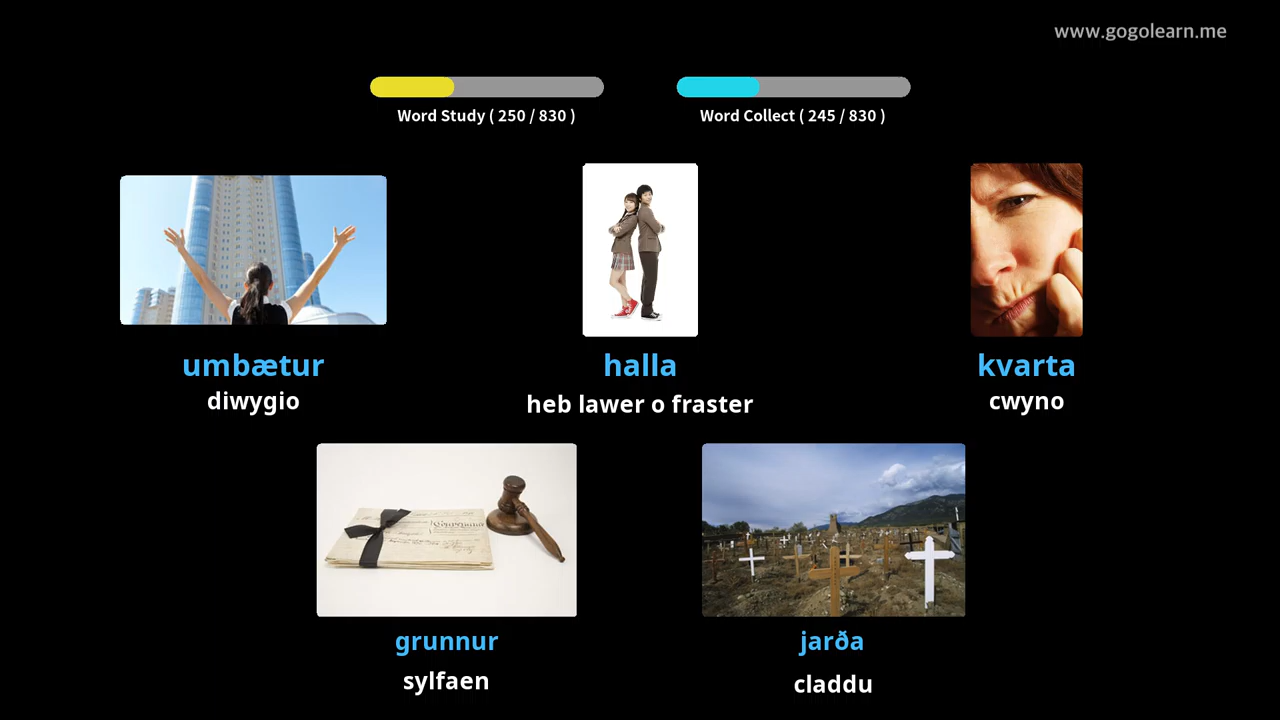 www.gogolearn.me
Word Study ( 250 / 830 )
Word Collect ( 245 / 830 )
umbætur
diwygio
halla
heb lawer o fraster
kvarta
cwyno
grunnur
sylfaen
jarða
claddu